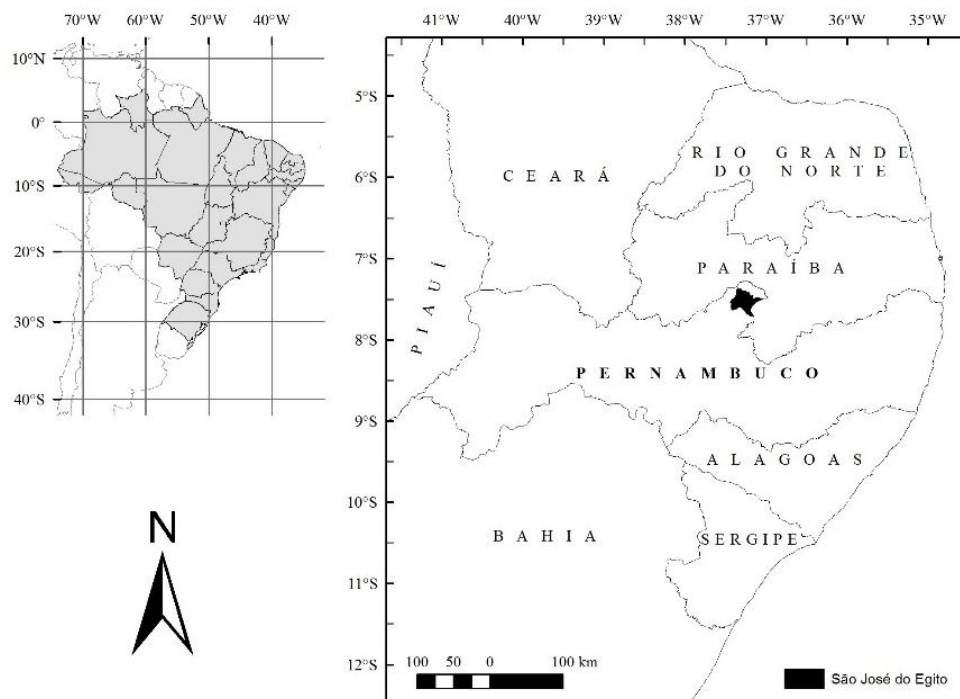 70°W 60°W 50°W 40°W
10°N
0°
10°S
20°S
30°S
40°S
N
41°W 40°W 39°W 38°W 37°W 36°W 35°W
5°S
6°S
7°S
8°S
9°S
10°S
11°S
12°S
CEARÁ
RIO GRANDE
DO NORTE
PIAUÍ
PARAÍBA
PERNAMBUCO
ALAGOAS
BAHIA
SERGIPE
100 50 0 100 km
São José do Egito